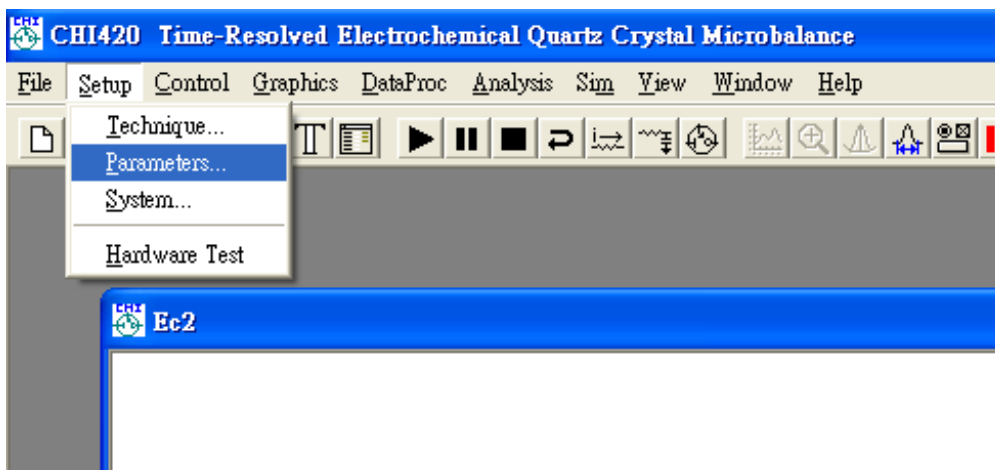 CHI420 Time-Resolved Electrochemical Quartz Crystal Microbalance
File Setup Control Graphics DataProc Analysis Sim View Window Help
Technique...
Parameters...
System...
Hardware Test
CHI Ec2